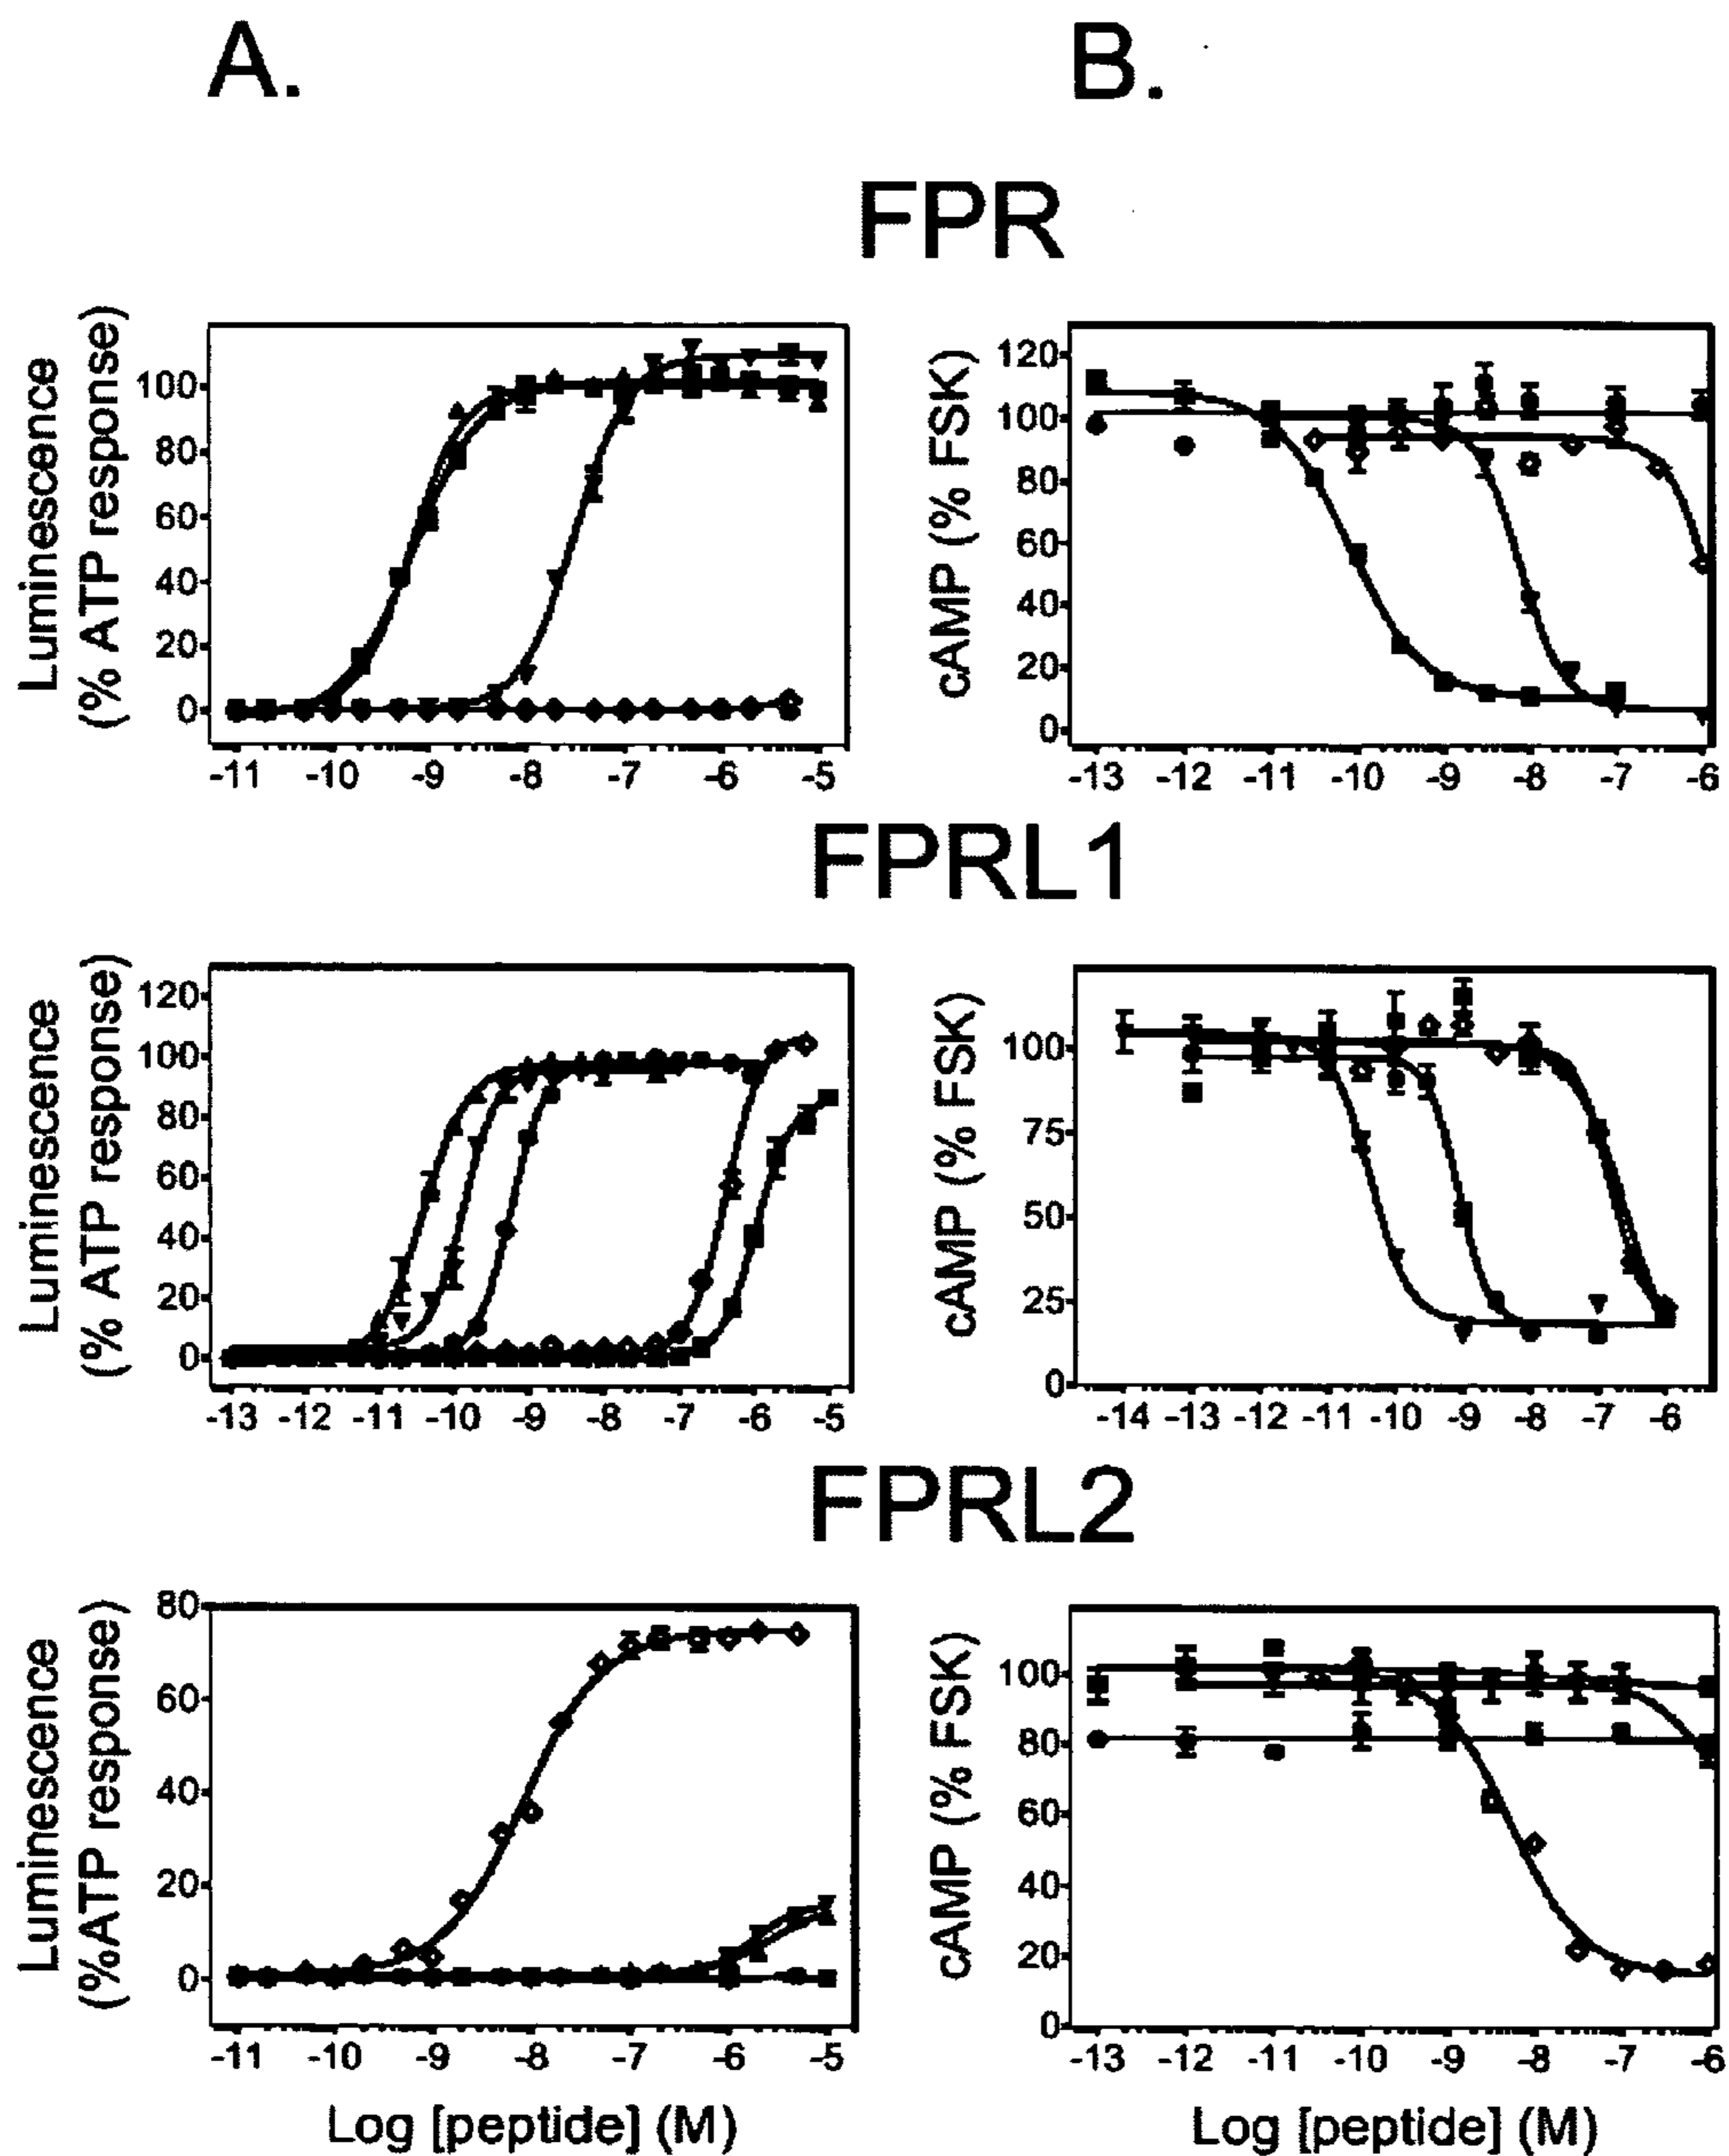 A.
B.
FPR
Luminescence
(% ATP response)
100
80
60
40
20
0
-11 -10 -9 -8 -7 -6 -5
cAMP (% FSK)
120
100
80
60
40
20
0
-13 -12 -11 -10 -9 -8 -7 -6
FPRL1
Luminescence
(% ATP response)
120
100
80
60
40
20
0
-13 -12 -11 -10 -9 -8 -7 -6 -5
cAMP (% FSK)
100
75
50
25
0
-14 -13 -12 -11 -10 -9 -8 -7 -6
FPRL2
Luminescence
(%ATP response)
80
60
40
20
0
-11 -10 -9 -8 -7 -6 -5
Log [peptide] (M)
cAMP (% FSK)
100
80
60
40
20
0
-13 -12 -11 -10 -9 -8 -7 -6
Log [peptide] (M)